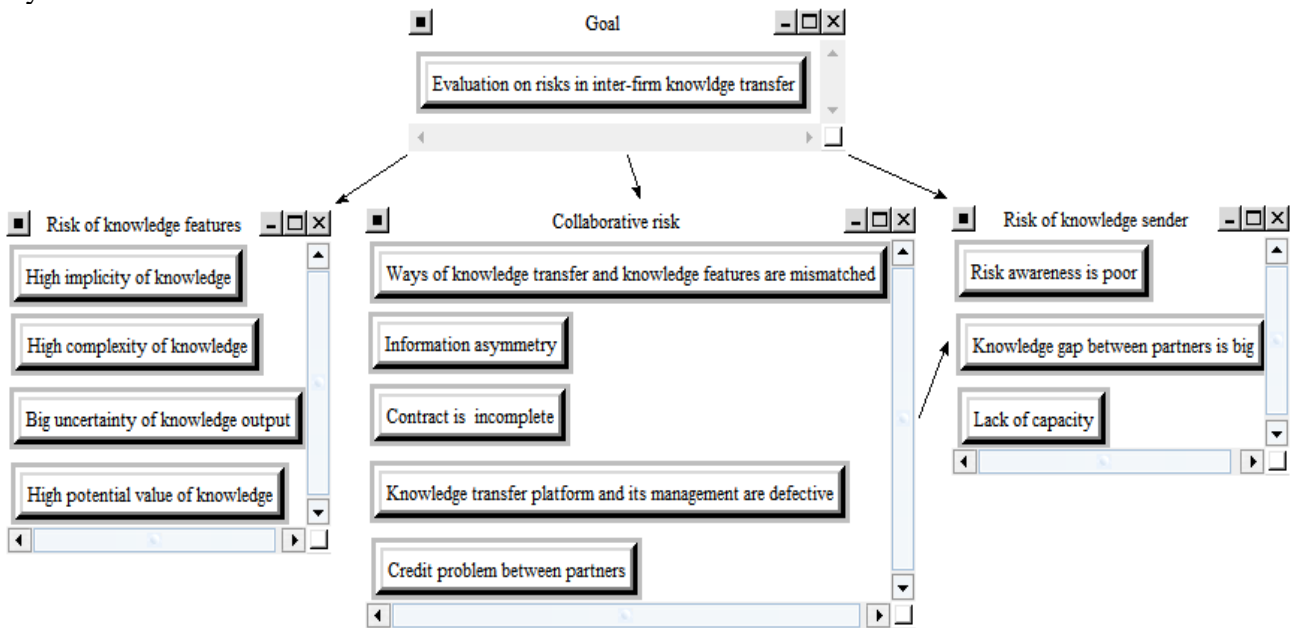 Goal
Evaluation on risks in inter-firm knowldge transfer
Risk of knowledge features
High implicity of knowledge
High complexity of knowledge
Big uncertainty of knowledge output
High potential value of knowledge
Collaborative risk
Ways of knowledge transfer and knowledge features are mismatched
Information asymmetry
Contract is incomplete
Knowledge transfer platform and its management are defective
Credit problem between partners
Risk of knowledge sender
Risk awareness is poor
Knowledge gap between partners is big
Lack of capacity